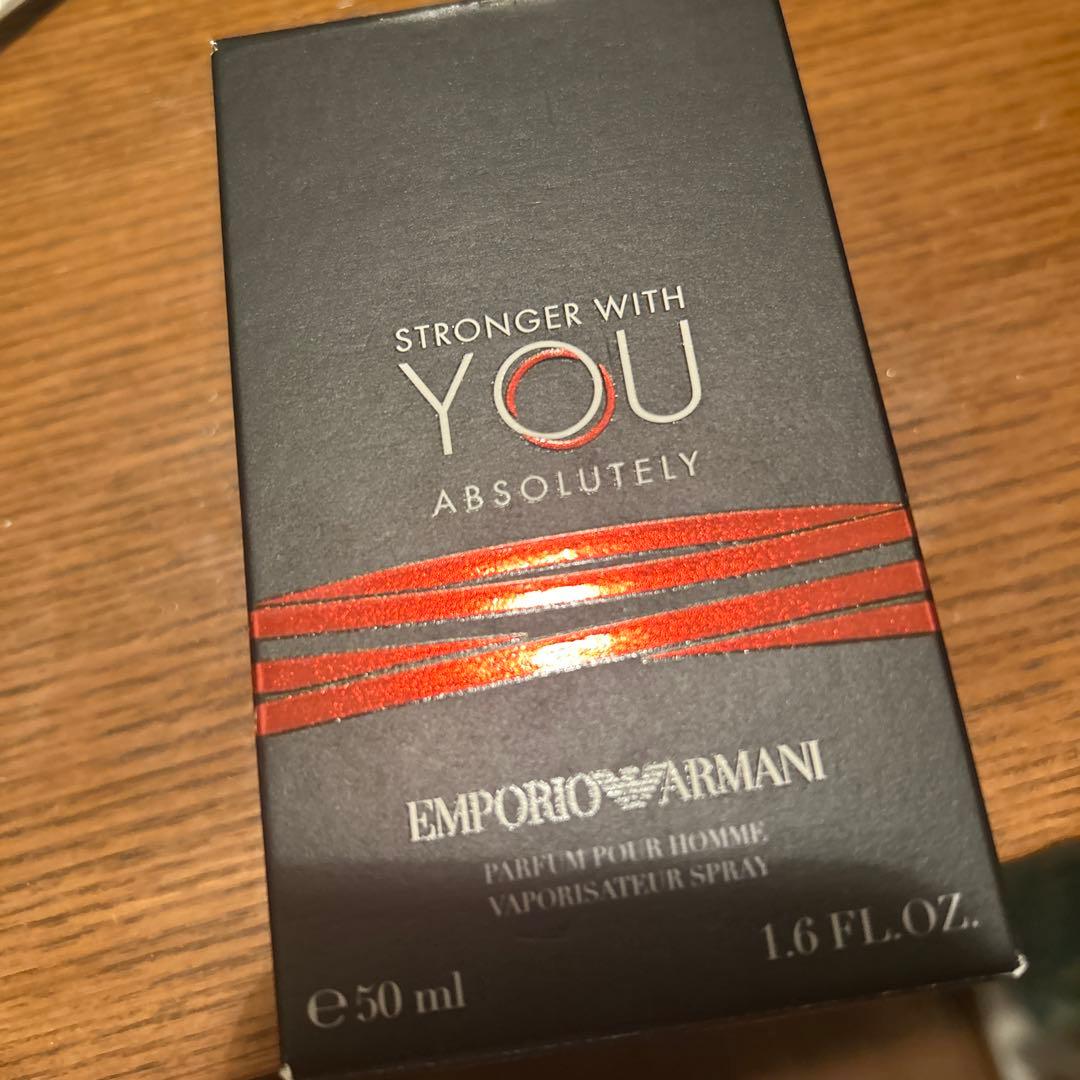 STRONGER WITH
YOU
ABSOLUTELY
EMPORIO ARMANI
PARFUM POUR HOMME
VAPORISATEUR SPRAY
1.6 FL.OZ.
℮50 ml